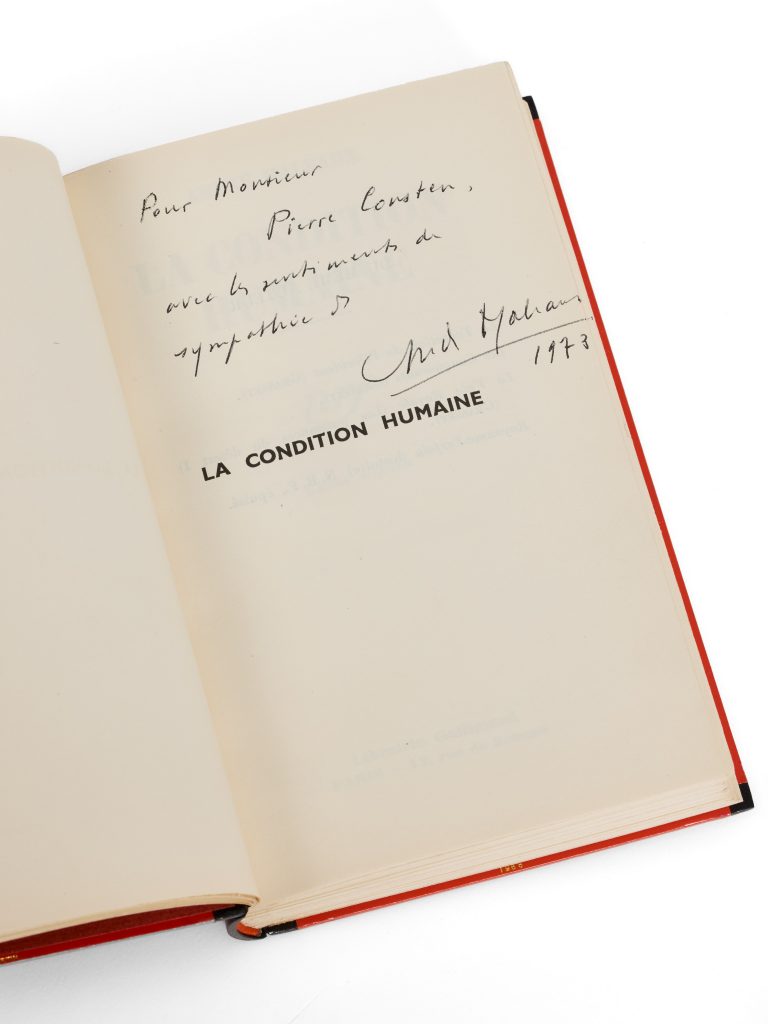 Pour Monsieur
Pierre Consten,
avec les sentiments de
sympathie d'
André Malraux
1973
LA CONDITION HUMAINE